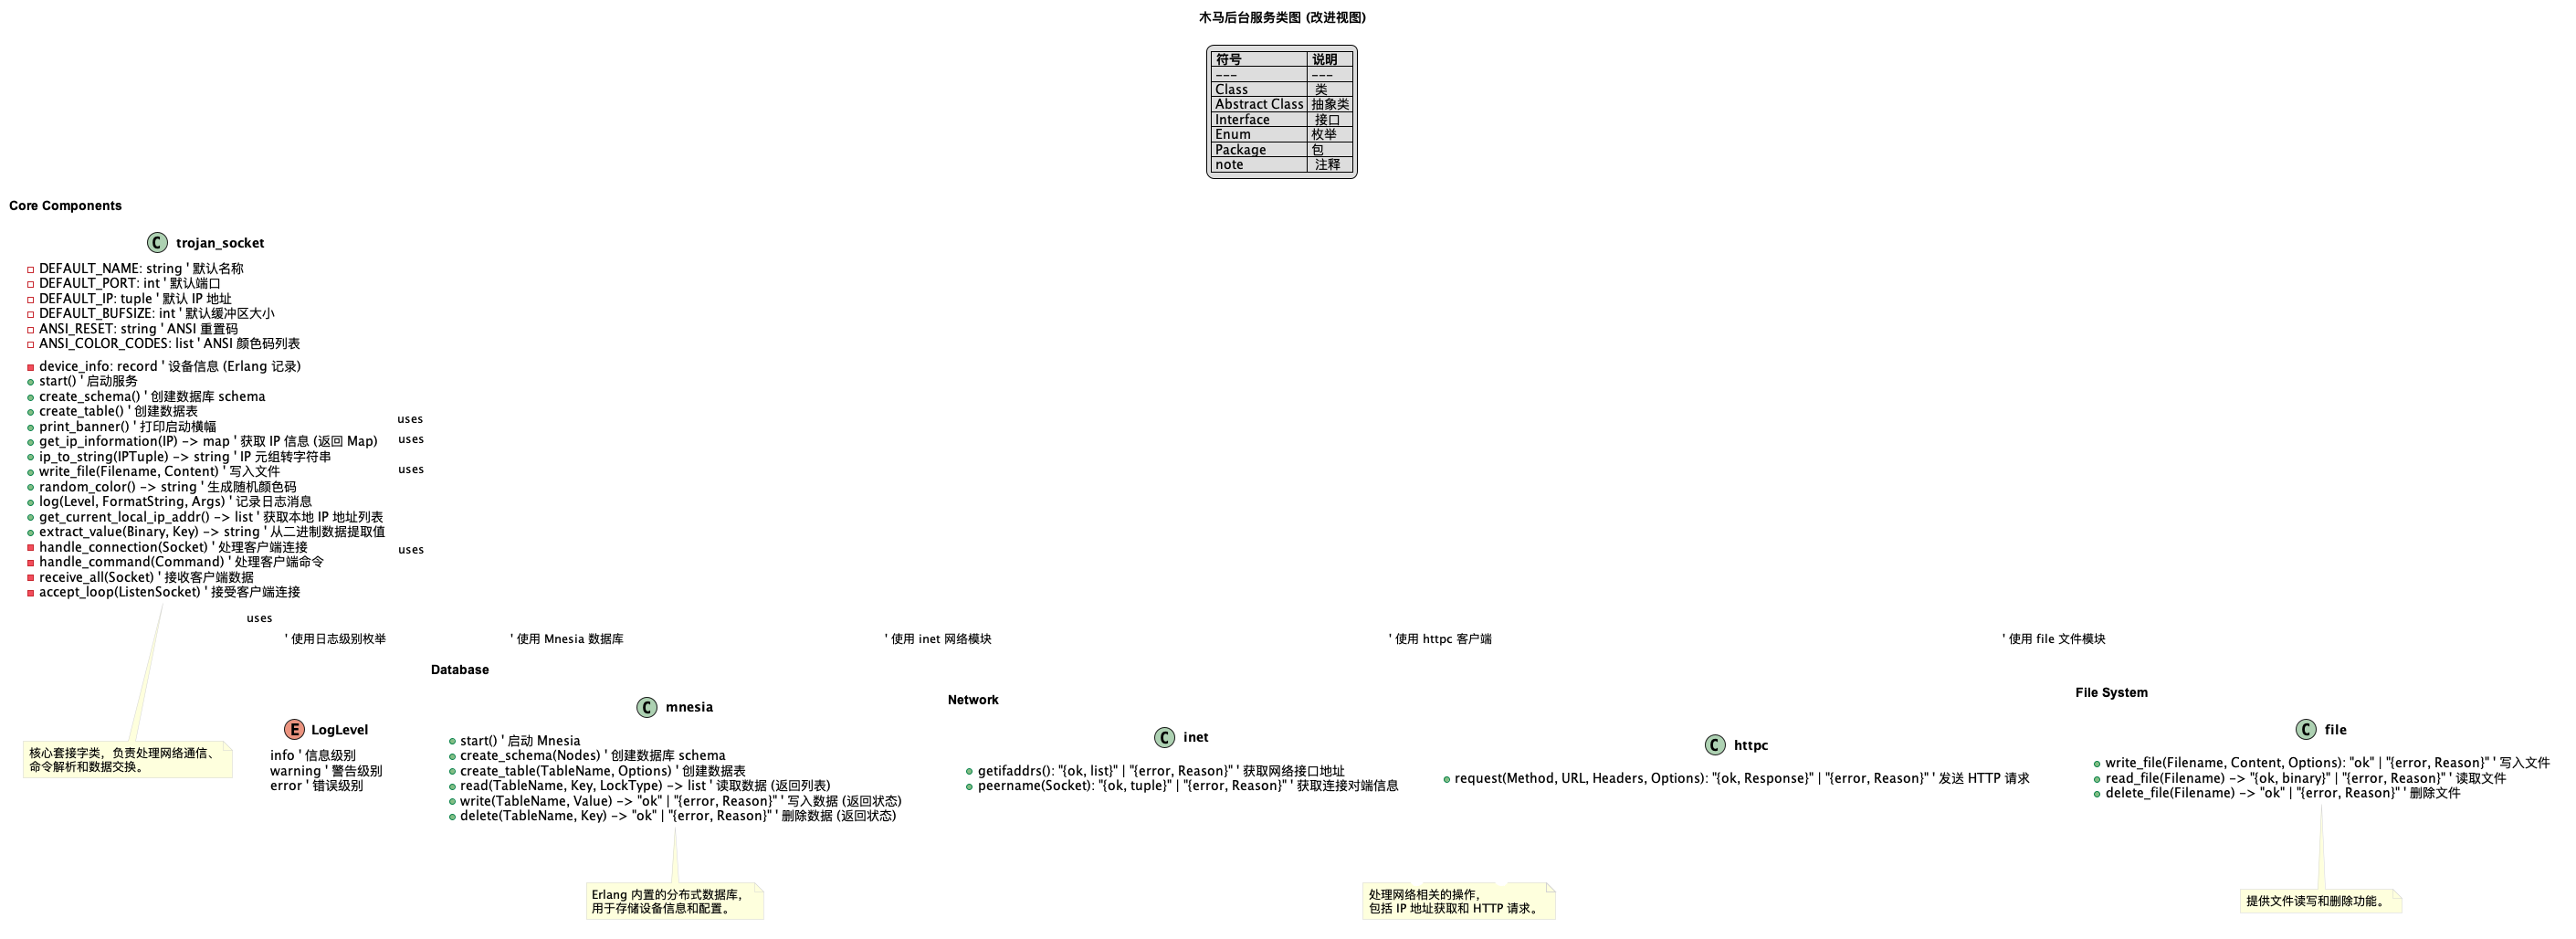 木马后台服务类图 (改进视图)
符号 说明
--- ---
Class 类
Abstract Class 抽象类
Interface 接口
Enum 枚举
Package 包
note 注释
Core Components
C trojan_socket
DEFAULT_NAME: string ' 默认名称
DEFAULT_PORT: int ' 默认端口
DEFAULT_IP: tuple ' 默认 IP 地址
DEFAULT_BUFSIZE: int ' 默认缓冲区大小
ANSI_RESET: string ' ANSI 重置码
ANSI_COLOR_CODES: list ' ANSI 颜色码列表
device_info: record ' 设备信息 (Erlang 记录)
start() ' 启动服务
create_schema() ' 创建数据库 schema
create_table() ' 创建数据表
print_banner() ' 打印启动横幅
get_ip_information(IP) -> map ' 获取 IP 信息 (返回 Map)
ip_to_string(IPTuple) -> string ' IP 元组转字符串
write_file(Filename, Content) ' 写入文件
random_color() -> string ' 生成随机颜色码
log(Level, FormatString, Args) ' 记录日志消息
get_current_local_ip_addr() -> list ' 获取本地 IP 地址列表
extract_value(Binary, Key) -> string ' 从二进制数据提取值
handle_connection(Socket) ' 处理客户端连接
handle_command(Command) ' 处理客户端命令
receive_all(Socket) ' 接收客户端数据
accept_loop(ListenSocket) ' 接受客户端连接
uses
uses
uses
uses
uses
' 使用日志级别枚举
' 使用 Mnesia 数据库
' 使用 inet 网络模块
' 使用 httpc 客户端
' 使用 file 文件模块
核心套接字类，负责处理网络通信、
命令解析和数据交换。
E LogLevel
info ' 信息级别
warning ' 警告级别
error ' 错误级别
Database
C mnesia
start() ' 启动 Mnesia
create_schema(Nodes) ' 创建数据库 schema
create_table(TableName, Options) ' 创建数据表
read(TableName, Key, LockType) -> list ' 读取数据 (返回列表)
write(TableName, Value) -> "ok" | "{error, Reason}" ' 写入数据 (返回状态)
delete(TableName, Key) -> "ok" | "{error, Reason}" ' 删除数据 (返回状态)
Erlang 内置的分布式数据库，
用于存储设备信息和配置。
Network
C inet
getifaddrs(): "{ok, list}" | "{error, Reason}" ' 获取网络接口地址
peername(Socket): "{ok, tuple}" | "{error, Reason}" ' 获取连接对端信息
C httpc
request(Method, URL, Headers, Options): "{ok, Response}" | "{error, Reason}" ' 发送 HTTP 请求
处理网络相关的操作，
包括 IP 地址获取和 HTTP 请求。
File System
C file
write_file(Filename, Content, Options): "ok" | "{error, Reason}" ' 写入文件
read_file(Filename) -> "{ok, binary}" | "{error, Reason}" ' 读取文件
delete_file(Filename) -> "ok" | "{error, Reason}" ' 删除文件
提供文件读写和删除功能。